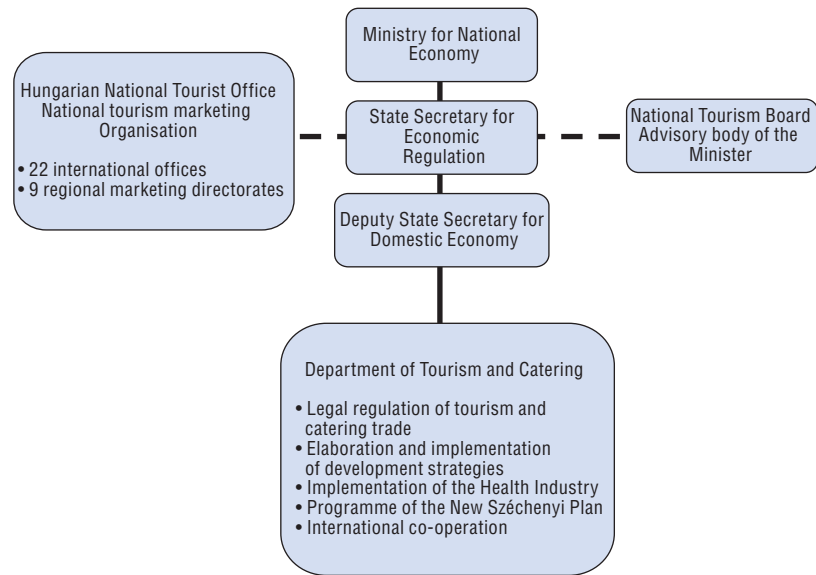 Ministry for National
Economy
Hungarian National Tourist Office
National tourism marketing
Organisation
• 22 international offices
• 9 regional marketing directorates
State Secretary for
Economic
Regulation
National Tourism Board
Advisory body of the
Minister
Deputy State Secretary for
Domestic Economy
Department of Tourism and Catering
• Legal regulation of tourism and
catering trade
• Elaboration and implementation
of development strategies
• Implementation of the Health Industry
• Programme of the New Széchenyi Plan
• International co-operation